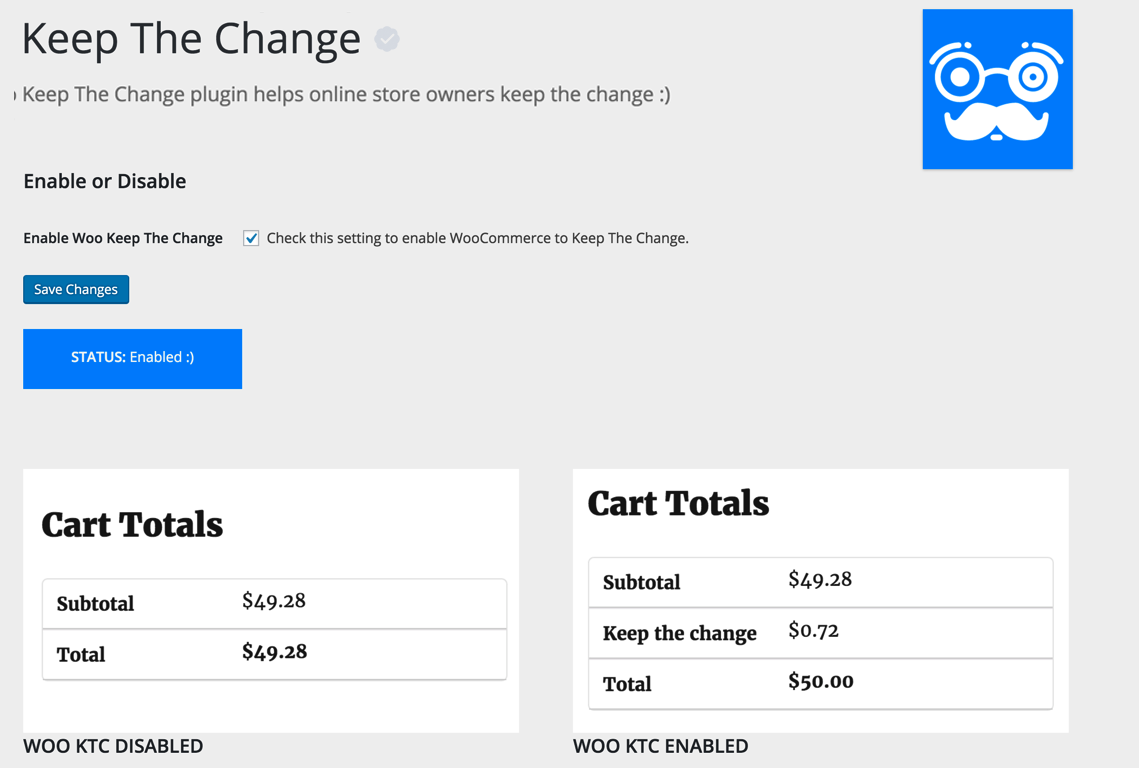 Keep The Change
Keep The Change plugin helps online store owners keep the change :)
Enable or Disable
Enable Woo Keep The Change Check this setting to enable WooCommerce to Keep The Change.
Save Changes
STATUS: Enabled :)
Cart Totals
Subtotal $49.28
Total $49.28
WOO KTC DISABLED
Cart Totals
Subtotal $49.28
Keep the change $0.72
Total $50.00
WOO KTC ENABLED